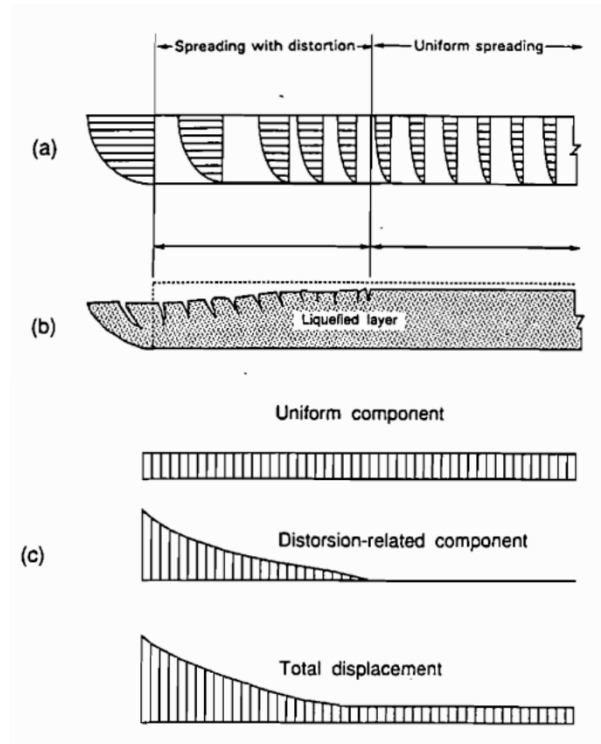 Spreading with distortion
Uniform spreading
(a)
(b)
Liquefied layer
Uniform component
(c)
Distorsion-related component
Total displacement